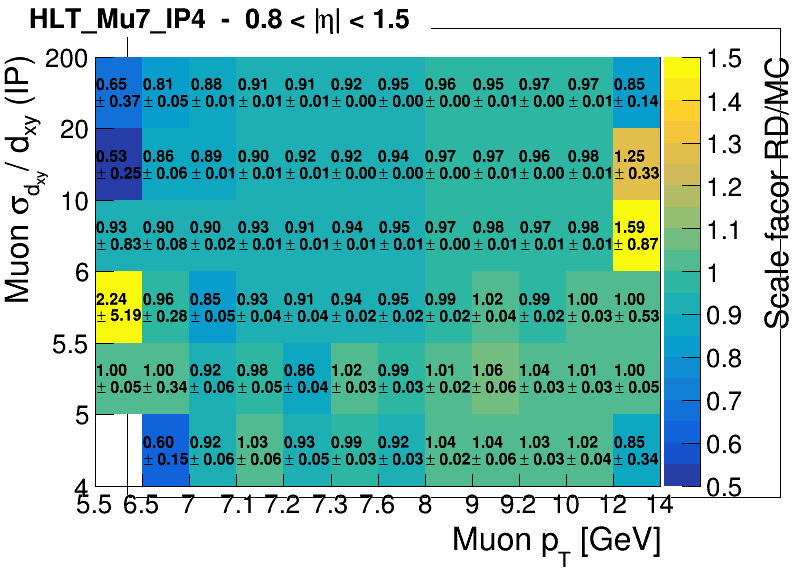 HLT_Mu7_IP4 - 0.8 < |η| < 1.5
200
0.65 0.81 0.88 0.91 0.91 0.92 0.95 0.96 0.95 0.97 0.97 0.85
± 0.37 ± 0.05 ± 0.01 ± 0.01 ± 0.01 ± 0.00 ± 0.00 ± 0.00 ± 0.01 ± 0.00 ± 0.00 ± 0.14
20
0.53 0.86 0.89 0.90 0.92 0.92 0.94 0.97 0.97 0.96 0.98 1.25
± 0.25 ± 0.06 ± 0.01 ± 0.01 ± 0.01 ± 0.01 ± 0.01 ± 0.00 ± 0.01 ± 0.00 ± 0.01 ± 0.33
10
0.93 0.90 0.90 0.93 0.91 0.94 0.95 0.97 0.98 0.97 0.98 1.59
± 0.83 ± 0.08 ± 0.02 ± 0.01 ± 0.01 ± 0.01 ± 0.01 ± 0.00 ± 0.01 ± 0.00 ± 0.01 ± 0.87
6
2.24 0.96 0.85 0.93 0.91 0.94 0.95 0.99 1.02 0.99 1.00 1.00
± 5.19 ± 0.28 ± 0.05 ± 0.04 ± 0.04 ± 0.02 ± 0.02 ± 0.01 ± 0.04 ± 0.02 ± 0.03 ± 0.53
5.5
1.00 1.00 0.92 0.98 0.86 1.02 0.99 1.01 1.06 1.04 1.01 1.00
± 0.05 ± 0.34 ± 0.06 ± 0.05 ± 0.04 ± 0.03 ± 0.03 ± 0.02 ± 0.06 ± 0.03 ± 0.03 ± 0.05
5
0.60 0.92 1.03 0.93 0.99 0.92 1.04 1.04 1.03 1.02 0.85
± 0.15 ± 0.06 ± 0.06 ± 0.05 ± 0.03 ± 0.03 ± 0.02 ± 0.06 ± 0.03 ± 0.04 ± 0.34
4
5.5 6.5 7 7.1 7.2 7.3 7.6 8 9 9.2 10 12 14
Muon p_T [GeV]
Muon σ_d_xy / d_xy (IP)
1.5
1.4
1.3
1.2
1.1
1
0.9
0.8
0.7
0.6
0.5
Scale facor RD/MC